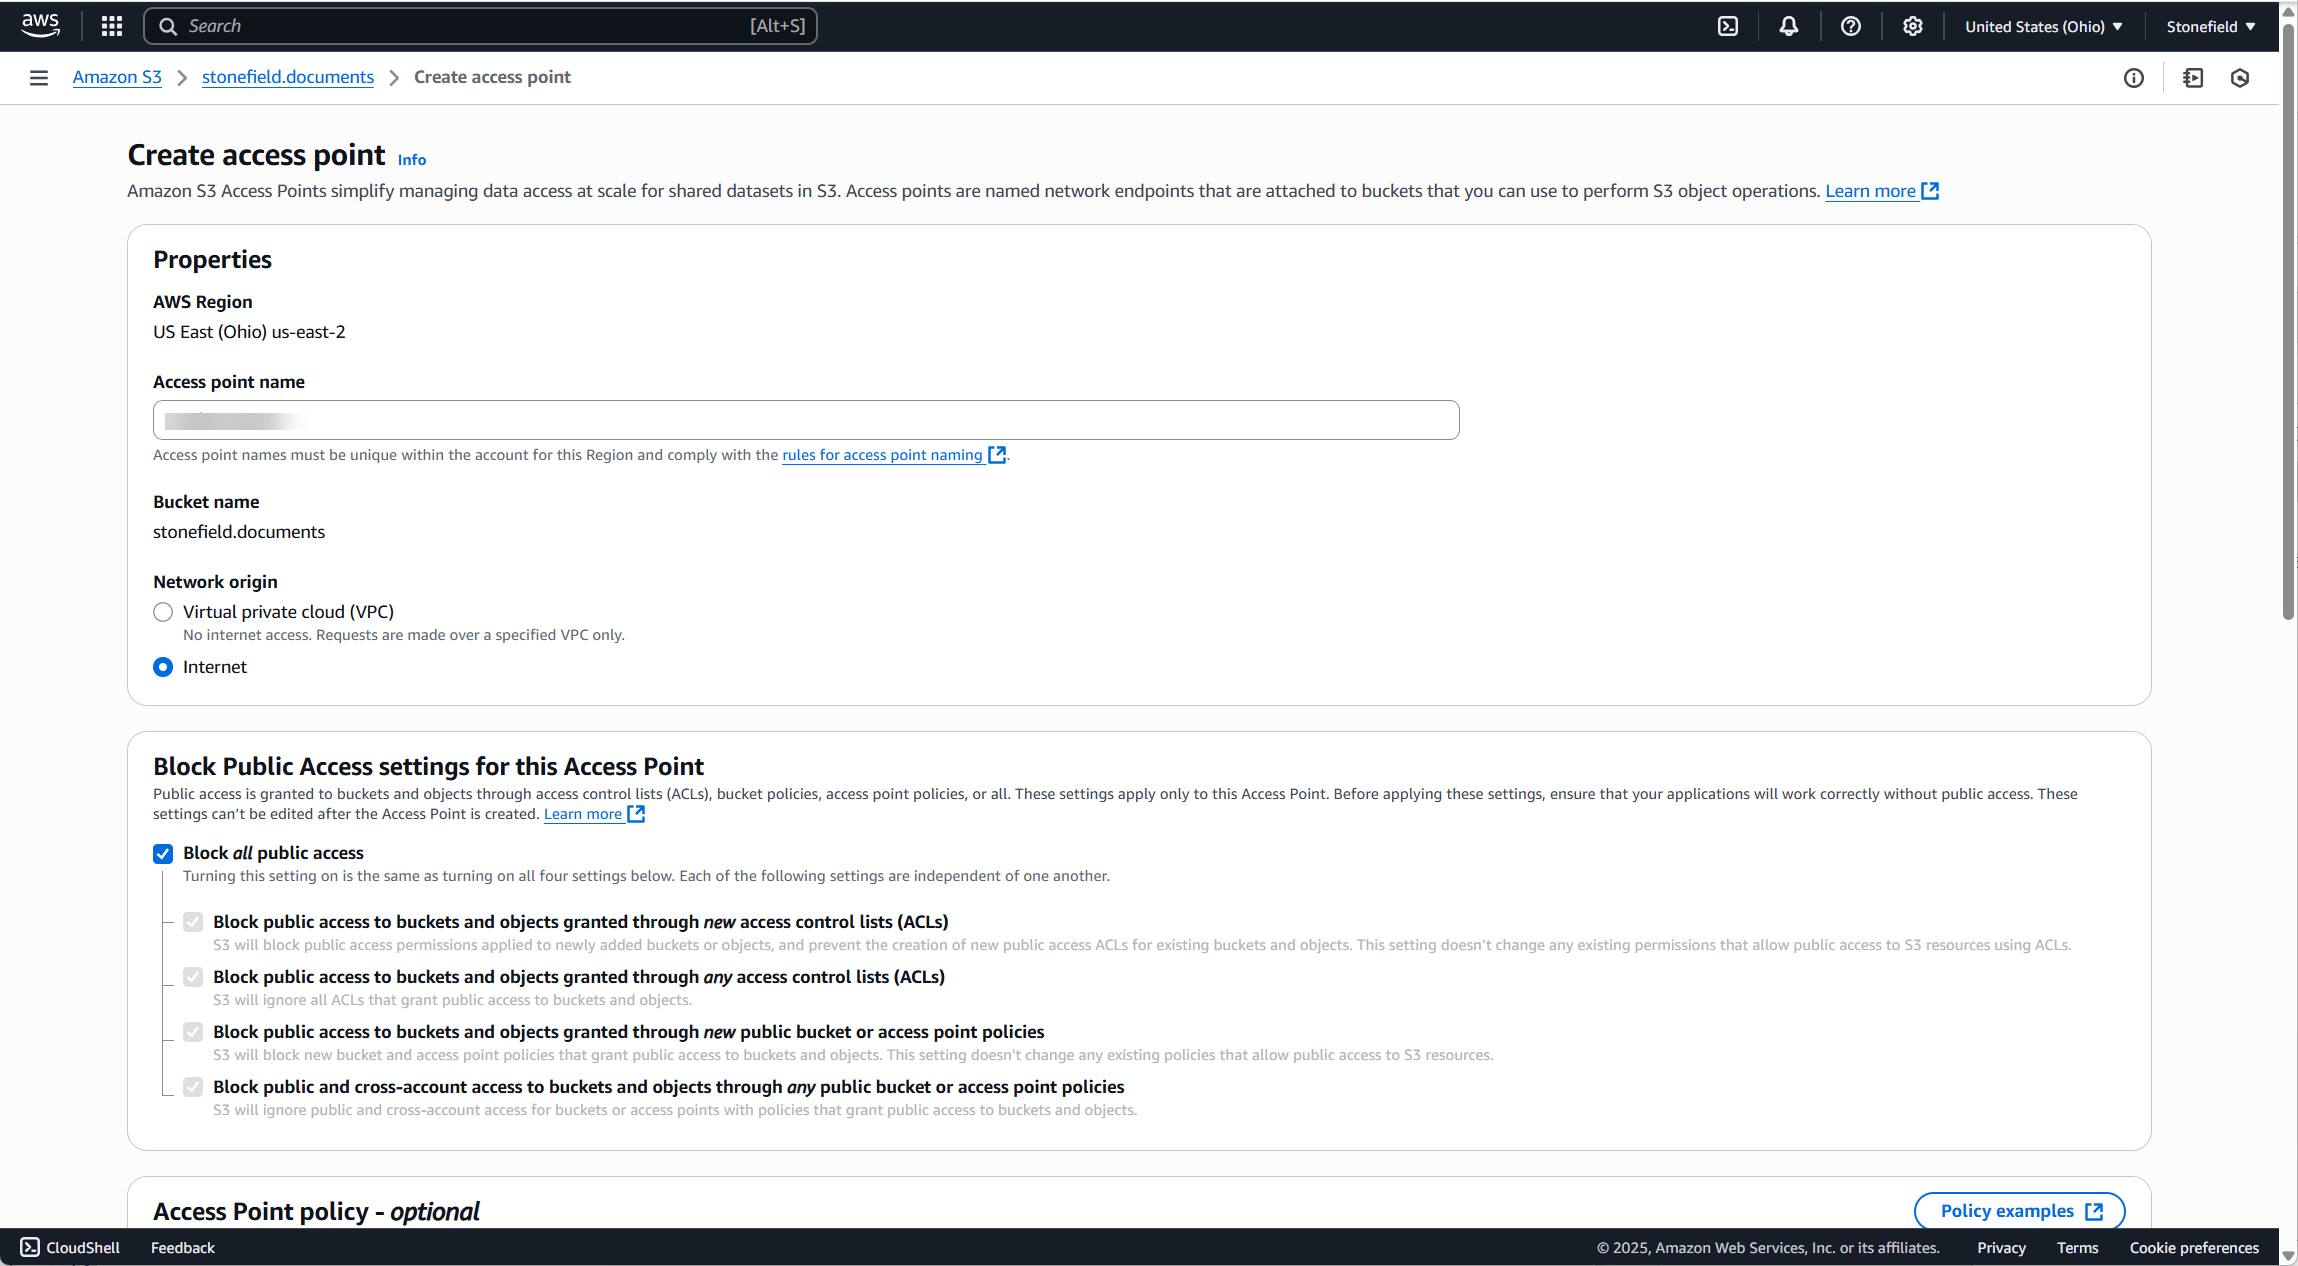 aws
Search [Alt+S]
United States (Ohio)
Stonefield
Amazon S3 > stonefield.documents > Create access point
Create access point Info
Amazon S3 Access Points simplify managing data access at scale for shared datasets in S3. Access points are named network endpoints that are attached to buckets that you can use to perform S3 object operations. Learn more
Properties
AWS Region
US East (Ohio) us-east-2
Access point name
Access point names must be unique within the account for this Region and comply with the rules for access point naming.
Bucket name
stonefield.documents
Network origin
Virtual private cloud (VPC)
No internet access. Requests are made over a specified VPC only.
Internet
Block Public Access settings for this Access Point
Public access is granted to buckets and objects through access control lists (ACLs), bucket policies, access point policies, or all. These settings apply only to this Access Point. Before applying these settings, ensure that your applications will work correctly without public access. These
settings can't be edited after the Access Point is created. Learn more
Block all public access
Turning this setting on is the same as turning on all four settings below. Each of the following settings are independent of one another.
Block public access to buckets and objects granted through new access control lists (ACLs)
S3 will block public access permissions applied to newly added buckets or objects, and prevent the creation of new public access ACLs for existing buckets and objects. This setting doesn't change any existing permissions that allow public access to S3 resources using ACLs.
Block public access to buckets and objects granted through any access control lists (ACLs)
S3 will ignore all ACLs that grant public access to buckets and objects.
Block public access to buckets and objects granted through new public bucket or access point policies
S3 will block new bucket and access point policies that grant public access to buckets and objects. This setting doesn't change any existing policies that allow public access to S3 resources.
Block public and cross-account access to buckets and objects through any public bucket or access point policies
S3 will ignore public and cross-account access for buckets or access points with policies that grant public access to buckets and objects.
Access Point policy - optional
Policy examples
CloudShell Feedback
© 2025, Amazon Web Services, Inc. or its affiliates. Privacy Terms Cookie preferences